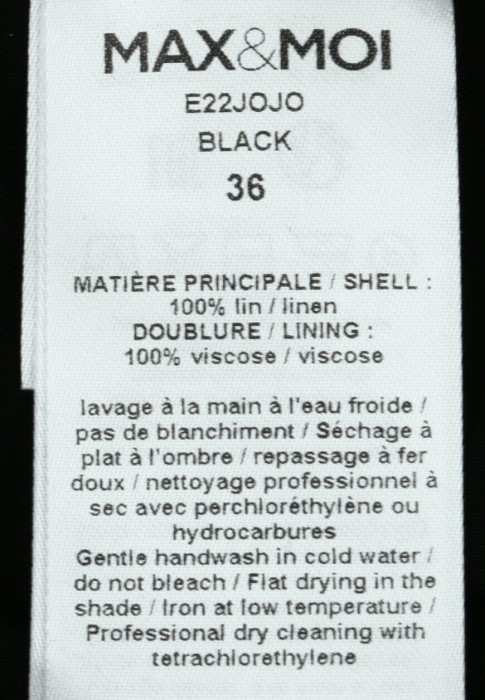 MAX&MOI
E22JOJO
BLACK
36
MATIÈRE PRINCIPALE / SHELL :
100% lin / linen
DOUBLURE / LINING :
100% viscose / viscose
lavage à la main à l'eau froide /
pas de blanchiment / Séchage à
plat à l'ombre / repassage à fer
doux / nettoyage professionnel à
sec avec perchloréthylène ou
hydrocarbures
Gentle handwash in cold water /
do not bleach / Flat drying in the
shade / Iron at low temperature /
Professional dry cleaning with
tetrachlorethylene